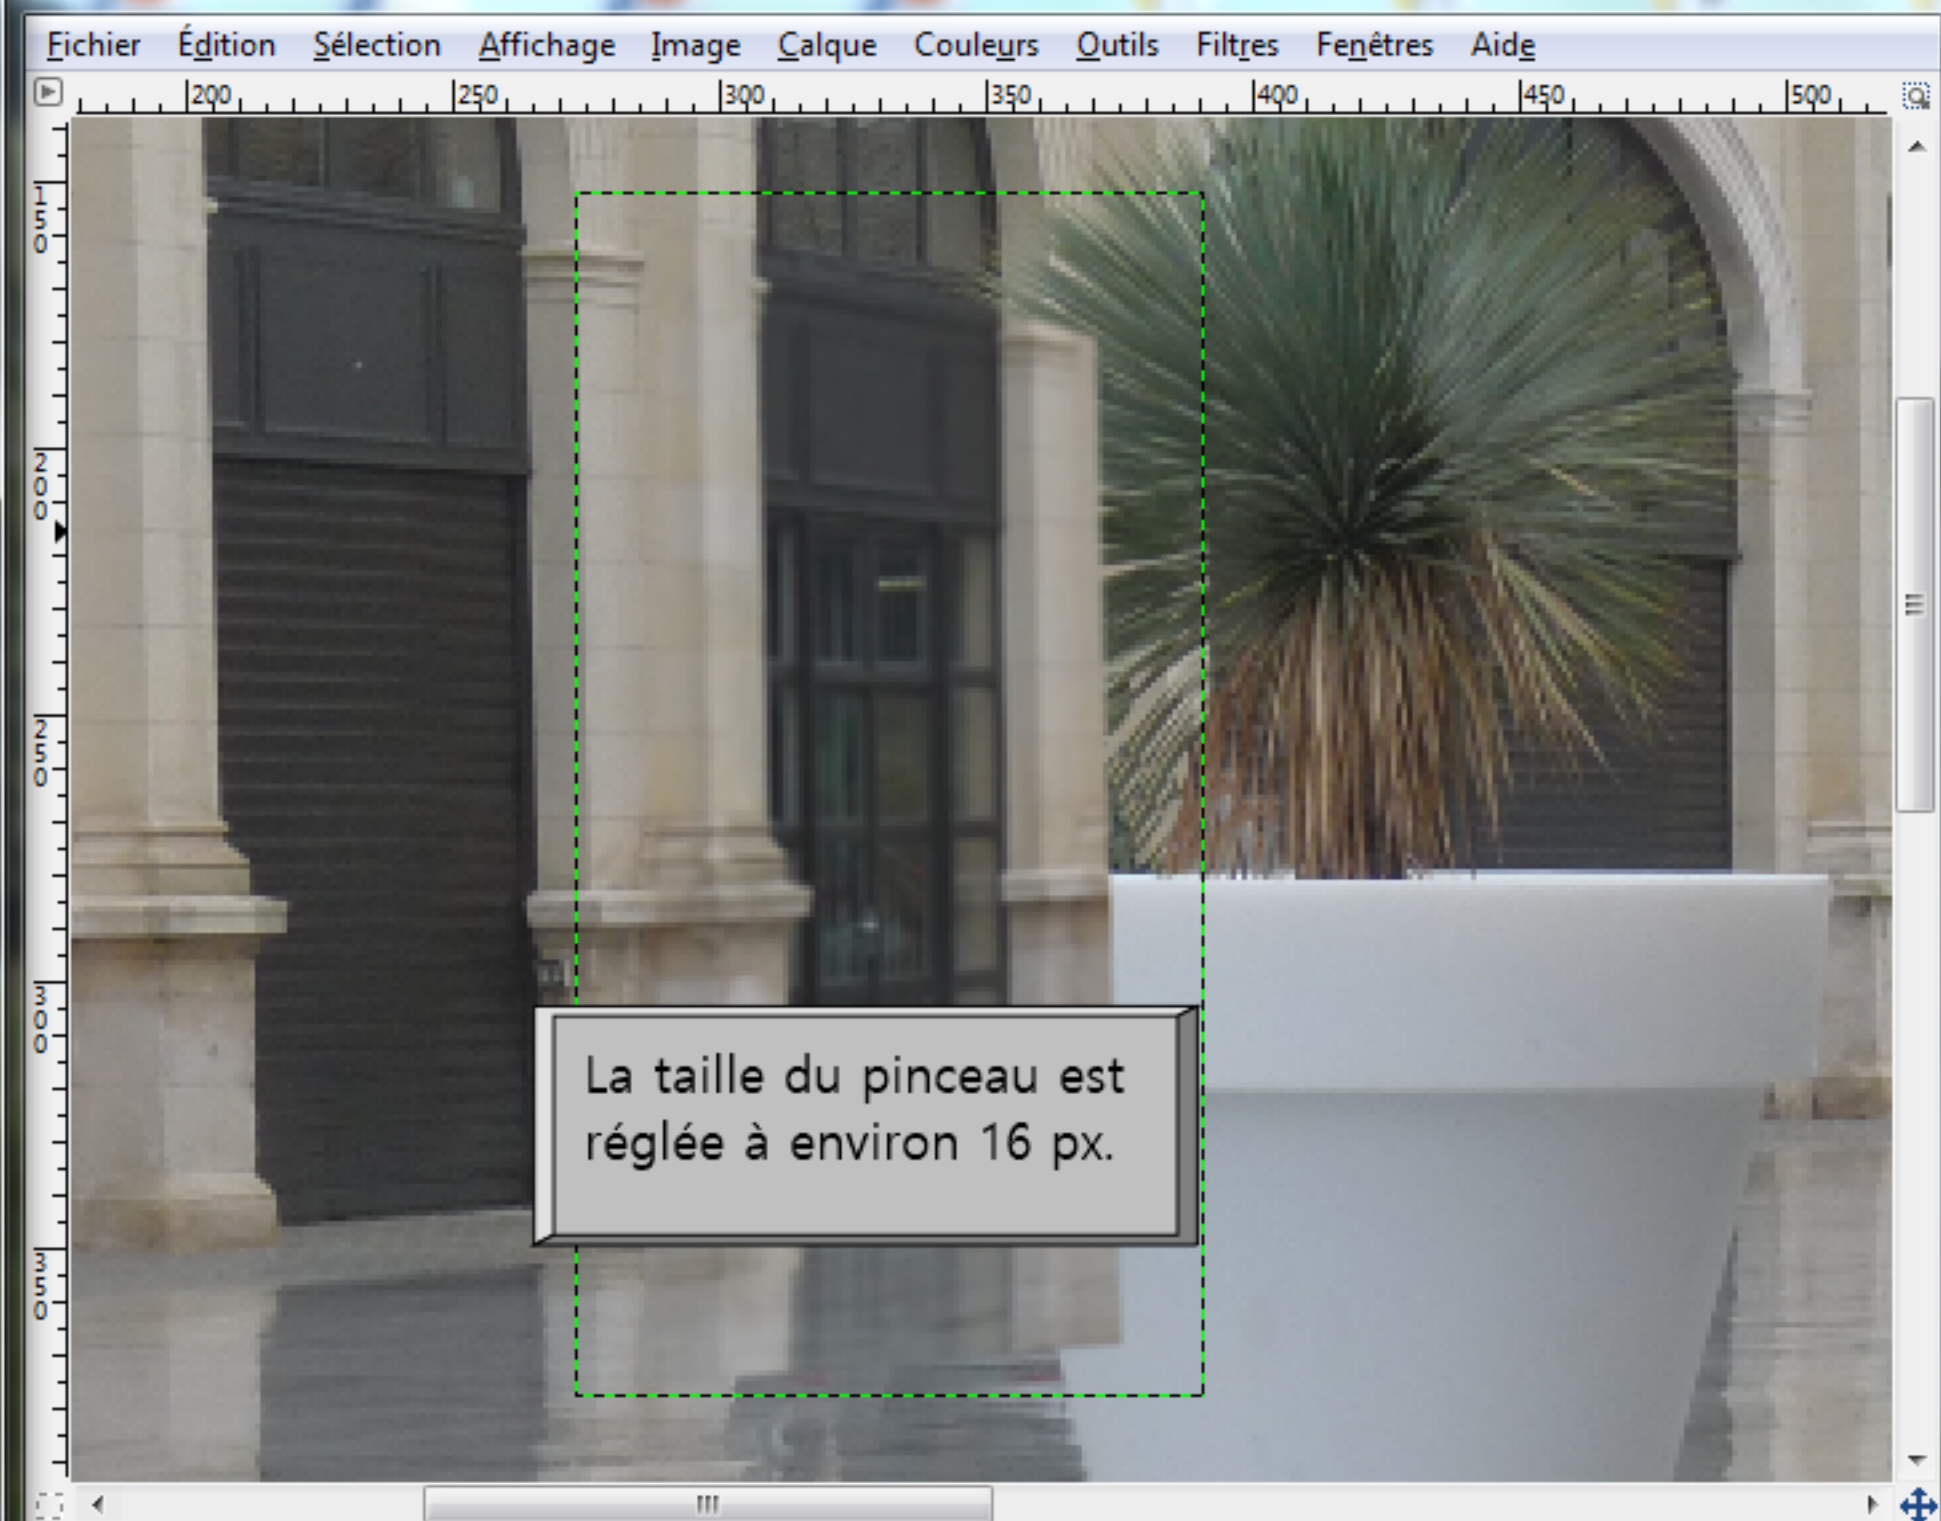 Fichier Édition Sélection Affichage Image Calque Couleurs Outils Filtres Fenêtres Aide
200 250 300 350 400 450 500
150
200
250
300
350
La taille du pinceau est
réglée à environ 16 px.